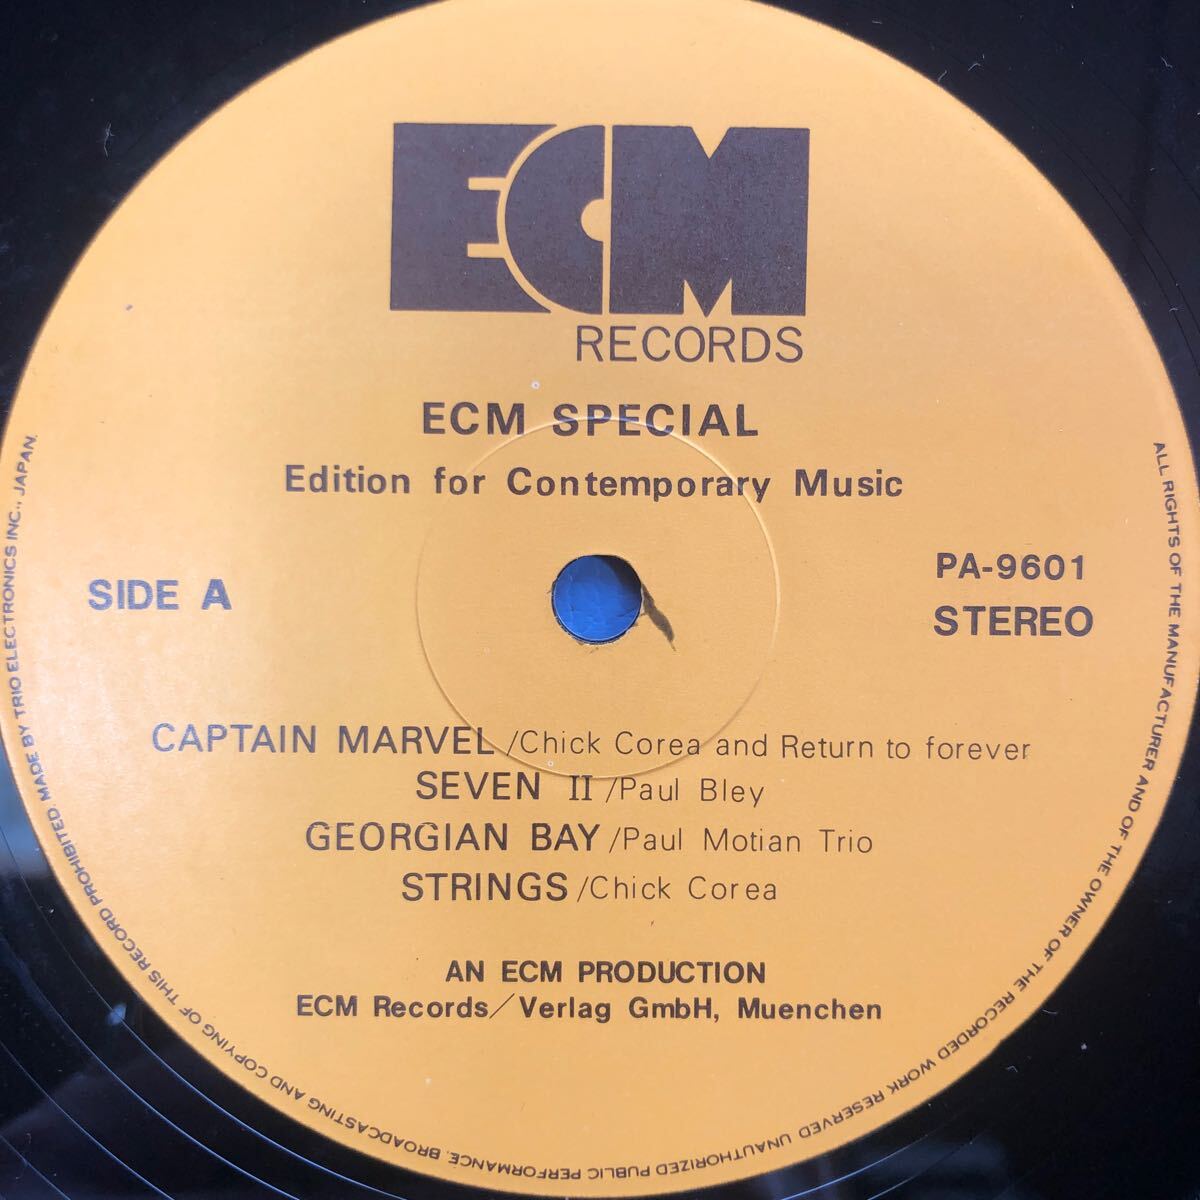 ECM
RECORDS
ECM SPECIAL
Edition for Contemporary Music
SIDE A
PA-9601
STEREO
CAPTAIN MARVEL/Chick Corea and Return to forever
SEVEN II/Paul Bley
GEORGIAN BAY/Paul Motian Trio
STRINGS/Chick Corea
AN ECM PRODUCTION
ECM Records/Verlag GmbH, Muenchen
ALL RIGHTS OF THE MANUFACTURER AND OF THE OWNER OF THE RECORDED WORK RESERVED UNAUTHORIZED PUBLIC PERFORMANCE, BROADCASTING AND COPYING OF THIS RECORD PROHIBITED. MADE BY TRIO ELECTRONICS INC., JAPAN.